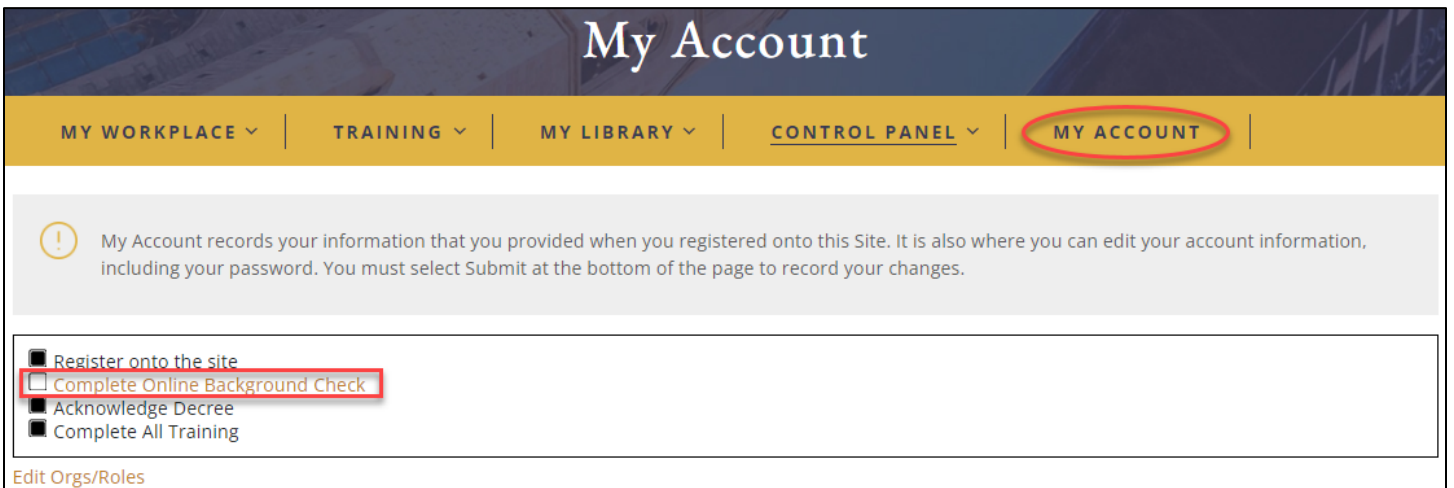 My Account
MY WORKPLACE
TRAINING
MY LIBRARY
CONTROL PANEL
MY ACCOUNT
My Account records your information that you provided when you registered onto this Site. It is also where you can edit your account information,
including your password. You must select Submit at the bottom of the page to record your changes.
Register onto the site
Complete Online Background Check
Acknowledge Decree
Complete All Training
Edit Orgs/Roles